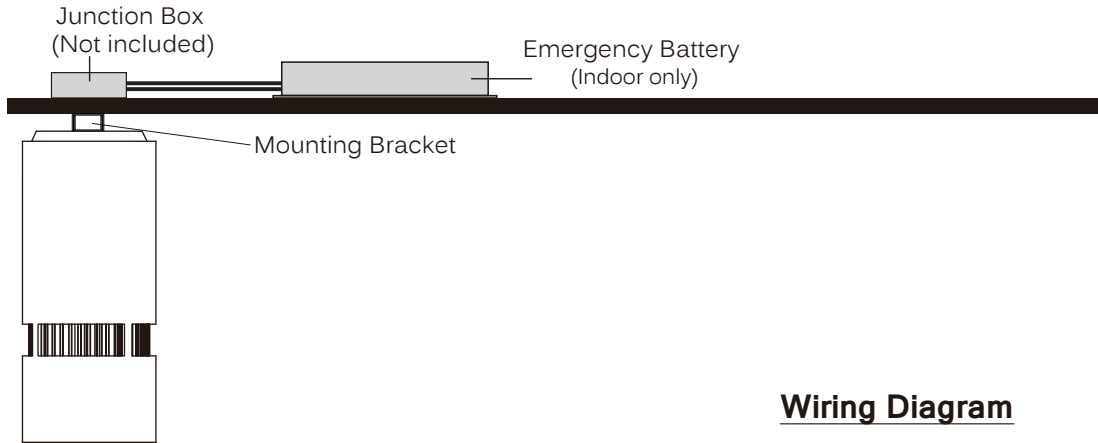 Junction Box
(Not included)
Emergency Battery
(Indoor only)
Mounting Bracket
Wiring Diagram